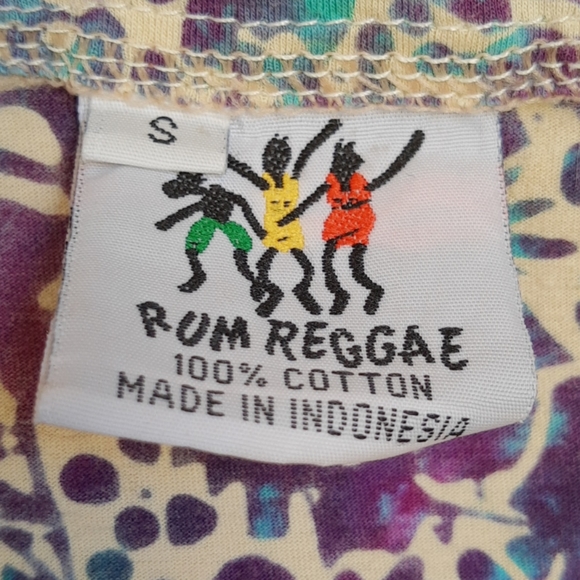 S
RUM REGGAE
100% COTTON
MADE IN INDONESIA